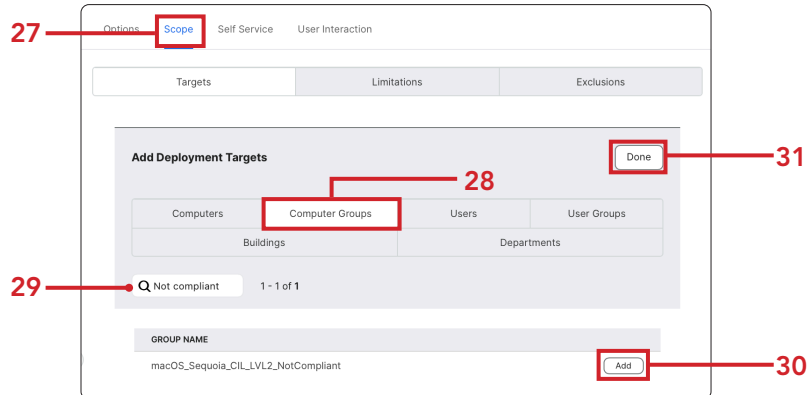 27
Options Scope Self Service User Interaction
Targets Limitations Exclusions
Add Deployment Targets Done
31
28
Computers Computer Groups Users User Groups
Buildings Departments
29
Not compliant 1 - 1 of 1
GROUP NAME
macOS_Sequoia_CIL_LVL2_NotCompliant Add
30